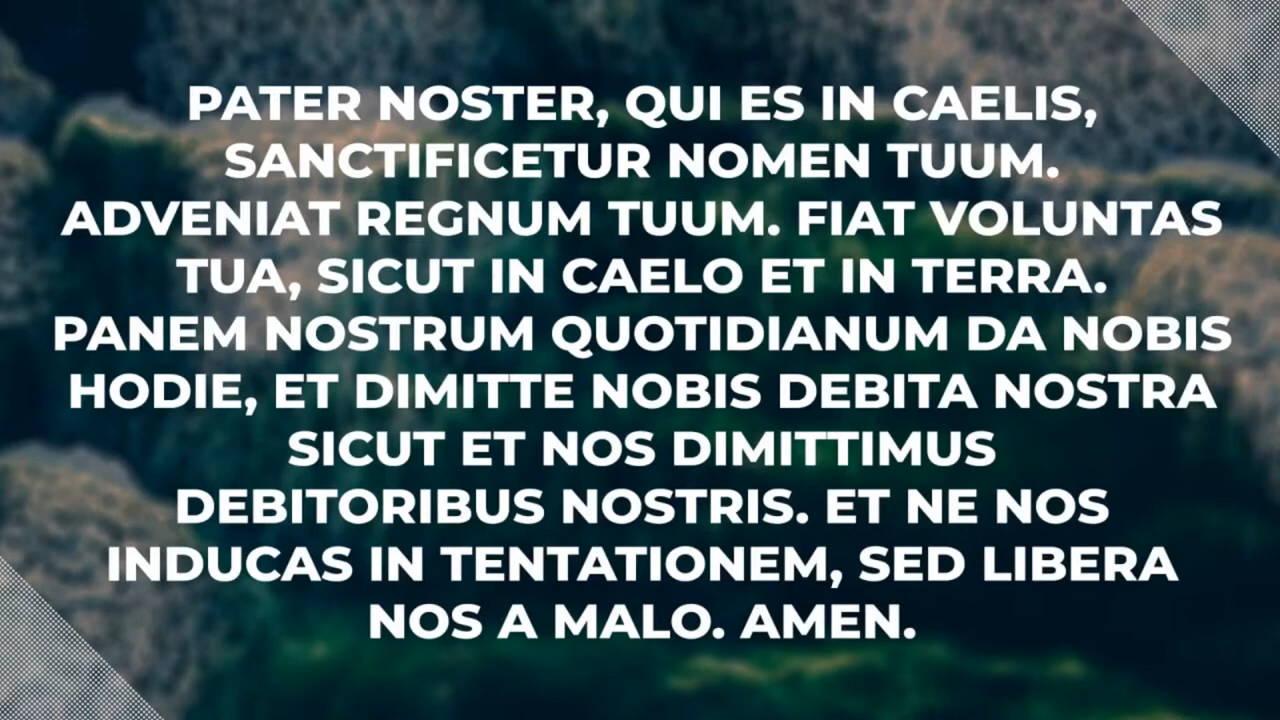 PATER NOSTER, QUI ES IN CAELIS,
SANCTIFICETUR NOMEN TUUM.
ADVENIAT REGNUM TUUM. FIAT VOLUNTAS
TUA, SICUT IN CAELO ET IN TERRA.
PANEM NOSTRUM QUOTIDIANUM DA NOBIS
HODIE, ET DIMITTE NOBIS DEBITA NOSTRA
SICUT ET NOS DIMITTIMUS
DEBITORIBUS NOSTRIS. ET NE NOS
INDUCAS IN TENTATIONEM, SED LIBERA
NOS A MALO. AMEN.